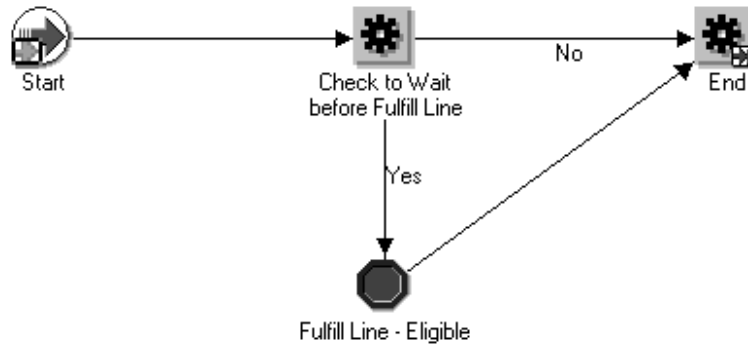 Start
Check to Wait
before Fulfill Line
No
End
Yes
Fulfill Line - Eligible